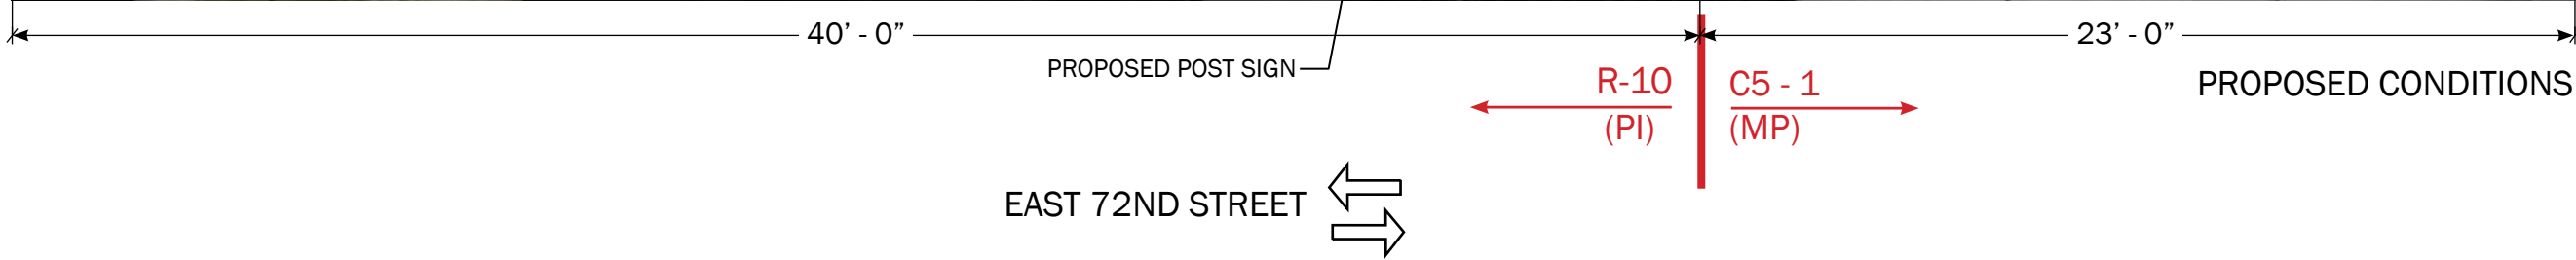 40’ - 0”
23’ - 0”
PROPOSED POST SIGN
R-10
(PI)
C5 - 1
(MP)
PROPOSED CONDITIONS
EAST 72ND STREET